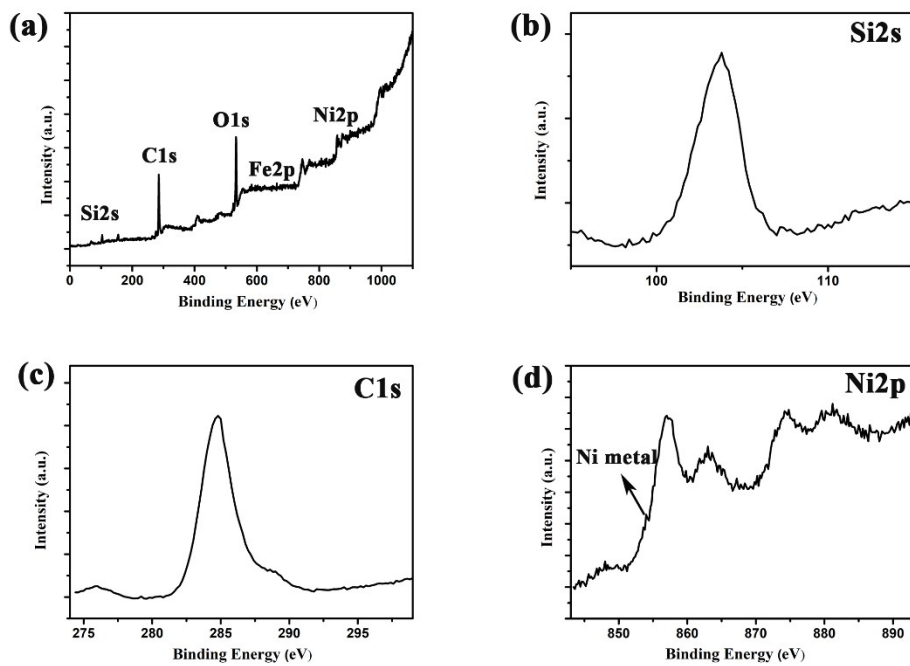 (a)
Intensity (a.u.)
Si2s
C1s
O1s
Fe2p
Ni2p
0 200 400 600 800 1000
Binding Energy (eV)
(b)
Si2s
Intensity (a.u.)
100 110
Binding Energy (eV)
(c)
C1s
Intensity (a.u.)
275 280 285 290 295
Binding Energy (eV)
(d)
Ni2p
Ni metal
Intensity (a.u.)
850 860 870 880 890
Binding Energy (eV)